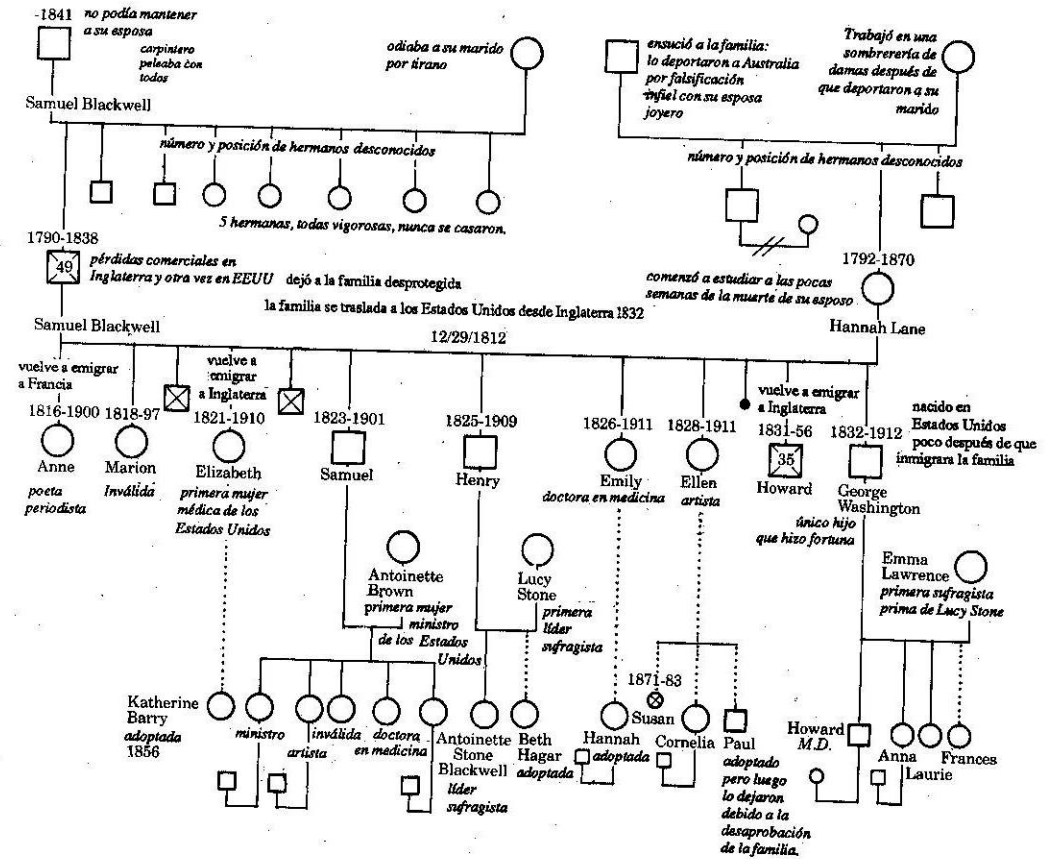 -1841
no podía mantener
a su esposa
carpintero
peleaba con
todos
odiaba a su marido
por tirano
ensució a la familia:
lo deportaron a Australia
por falsificación
infiel con su esposa
joyero
Trabajó en una
sombrerería de
damas después de
que deportaron a su
marido
Samuel Blackwell
número y posición de hermanos desconocidos
número y posición de hermanos desconocidos
5 hermanas, todas vigorosas, nunca se casaron.
1790-1838
49
pérdidas comerciales en
Inglaterra y otra vez en EEUU
dejó a la familia desprotegida
1792-1870
comenzó a estudiar a las pocas
semanas de la muerte de su esposo
la familia se traslada a los Estados Unidos desde Inglaterra 1832
Samuel Blackwell
Hannah Lane
12/29/1812
vuelve a emigrar
a Francia
vuelve a
emigrar
a Inglaterra
vuelve a emigrar
a Inglaterra
nacido en
Estados Unidos
poco después de que
inmigrara la familia
1816-1900
Anne
poeta
periodista
1818-97
Marion
Inválida
1821-1910
Elizabeth
primera mujer
médica de los
Estados Unidos
1823-1901
Samuel
1825-1909
Henry
1826-1911
Emily
doctora en medicina
1828-1911
Ellen
artista
1831-56
35
Howard
1832-1912
George
Washington
único hijo
que hizo fortuna
Antoinette
Brown
primera mujer
ministro
de los Estados
Unidos
Lucy
Stone
primera
líder
sufragista
Emma
Lawrence
primera sufragista
prima de Lucy Stone
Katherine
Barry
adoptada
1856
ministro
artista
inválida
doctora
en medicina
Antoinette
Stone
Blackwell
líder
sufragista
Beth
Hagar
adoptada
Hannah
adoptada
1871-83
Susan
Cornelia
Paul
adoptado
pero luego
lo dejaron
debido a la
desaprobación
de la familia.
Howard
M.D.
Anna
Laurie
Frances